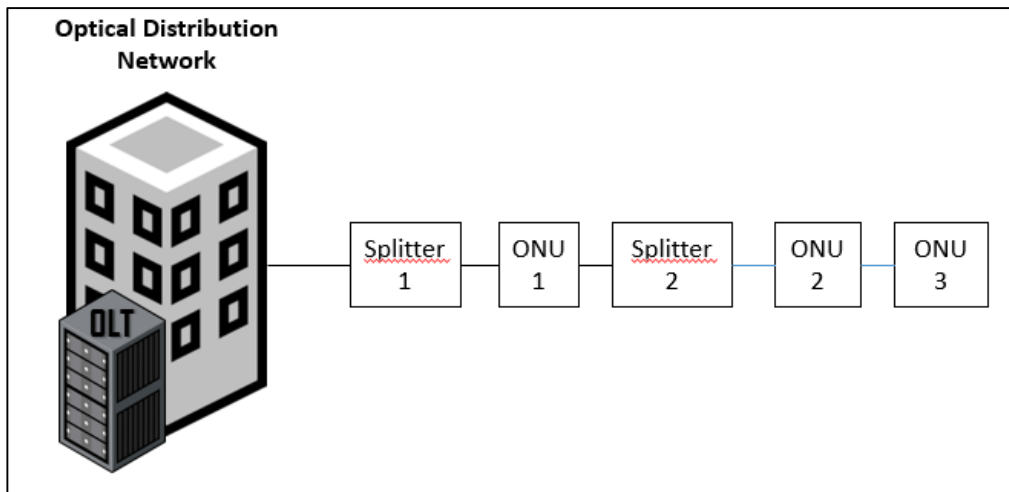 Optical Distribution
Network
OLT
Splitter
1
ONU
1
Splitter
2
ONU
2
ONU
3